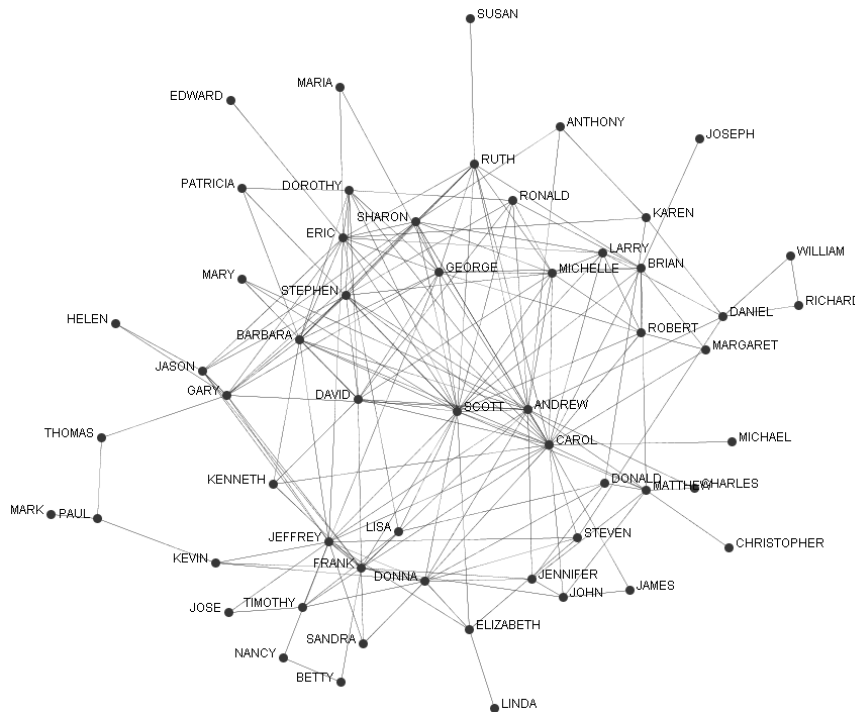 SUSAN
MARIA
EDWARD
ANTHONY
JOSEPH
RUTH
PATRICIA
DOROTHY
RONALD
SHARON
KAREN
ERIC
LARRY
WILLIAM
MARY
STEPHEN
GEORGE
MICHELLE
BRIAN
RICHARD
HELEN
BARBARA
DANIEL
ROBERT
MARGARET
JASON
GARY
DAVID
SCOTT
ANDREW
THOMAS
CAROL
MICHAEL
KENNETH
DONALD
CHARLES
MATTHEW
MARK
PAUL
LISA
JEFFREY
STEVEN
CHRISTOPHER
KEVIN
FRANK
DONNA
JENNIFER
JAMES
JOSE
TIMOTHY
JOHN
SANDRA
ELIZABETH
NANCY
BETTY
LINDA